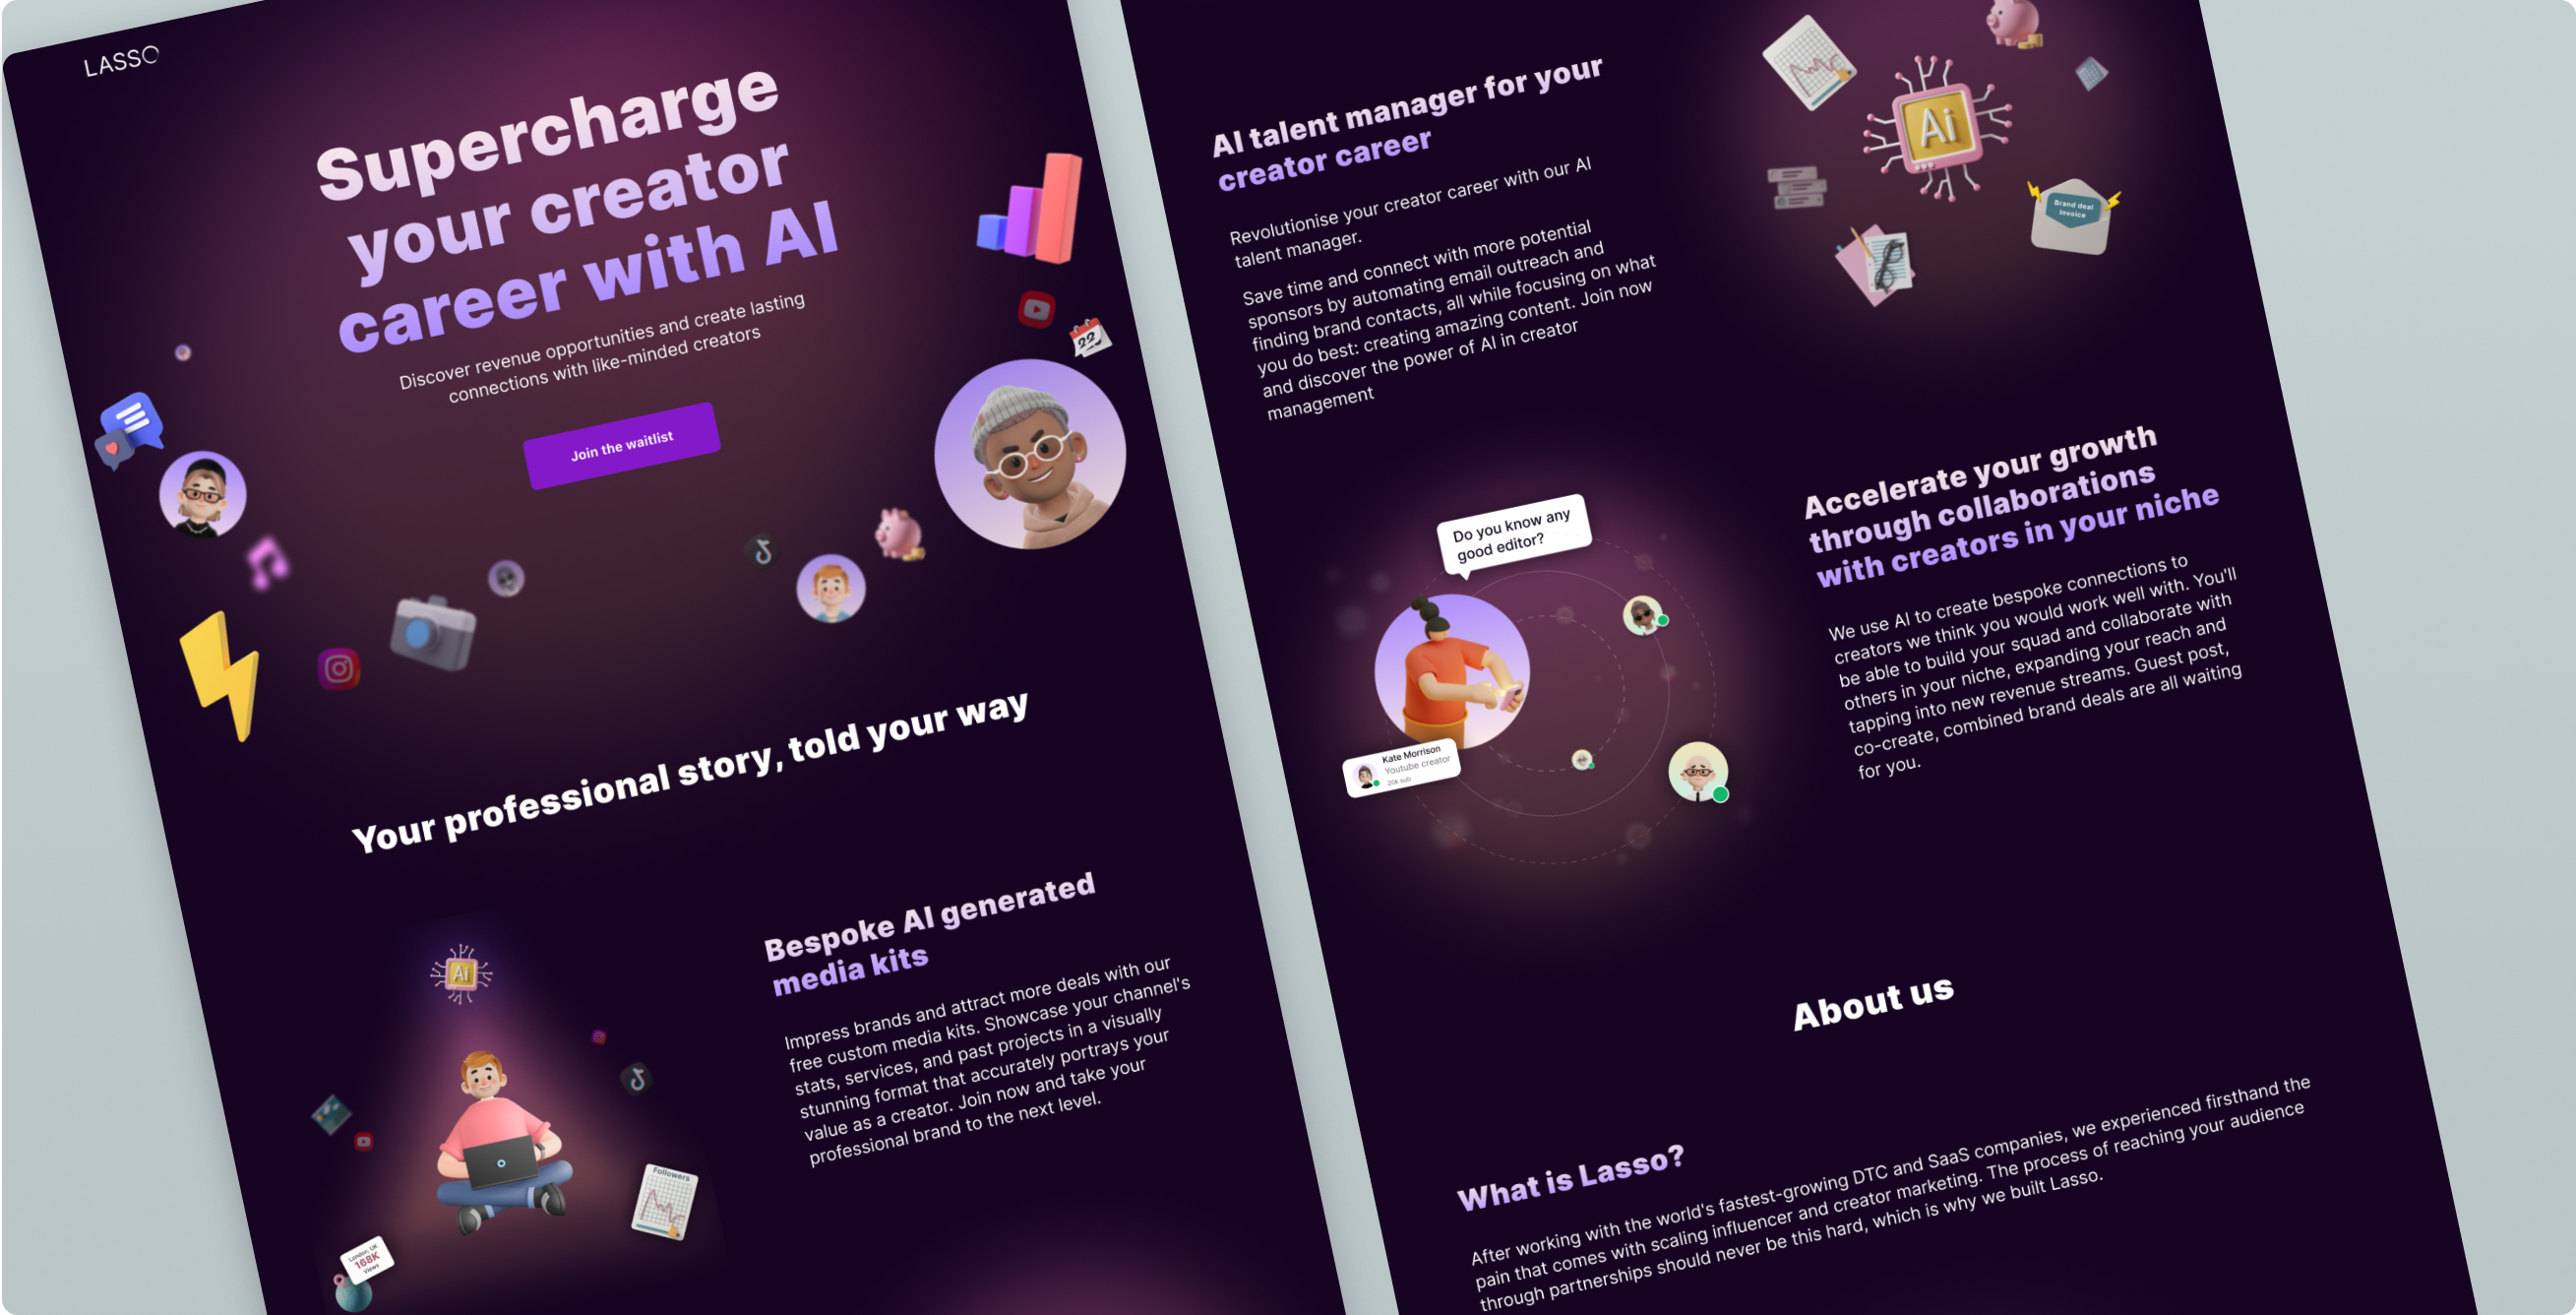 LASSO
Supercharge
your creator
career with AI
Discover revenue opportunities and create lasting
connections with like-minded creators
Join the waitlist
22
Your professional story, told your way
Ai
Bespoke AI generated
media kits
Impress brands and attract more deals with our
free custom media kits. Showcase your channel's
stats, services, and past projects in a visually
stunning format that accurately portrays your
value as a creator. Join now and take your
professional brand to the next level.
Followers
London, UK
168K
Views
AI talent manager for your
creator career
Revolutionise your creator career with our AI
talent manager.
Save time and connect with more potential
sponsors by automating email outreach and
finding brand contacts, all while focusing on what
you do best: creating amazing content. Join now
and discover the power of AI in creator
management
Ai
Brand deal
Invoice
Do you know any
good editor?
Kate Morrison
Youtube creator
20k sub
Accelerate your growth
through collaborations
with creators in your niche
We use AI to create bespoke connections to
creators we think you would work well with. You'll
be able to build your squad and collaborate with
others in your niche, expanding your reach and
tapping into new revenue streams. Guest post,
co-create, combined brand deals are all waiting
for you.
About us
What is Lasso?
After working with the world's fastest-growing DTC and SaaS companies, we experienced firsthand the
pain that comes with scaling influencer and creator marketing. The process of reaching your audience
through partnerships should never be this hard, which is why we built Lasso.